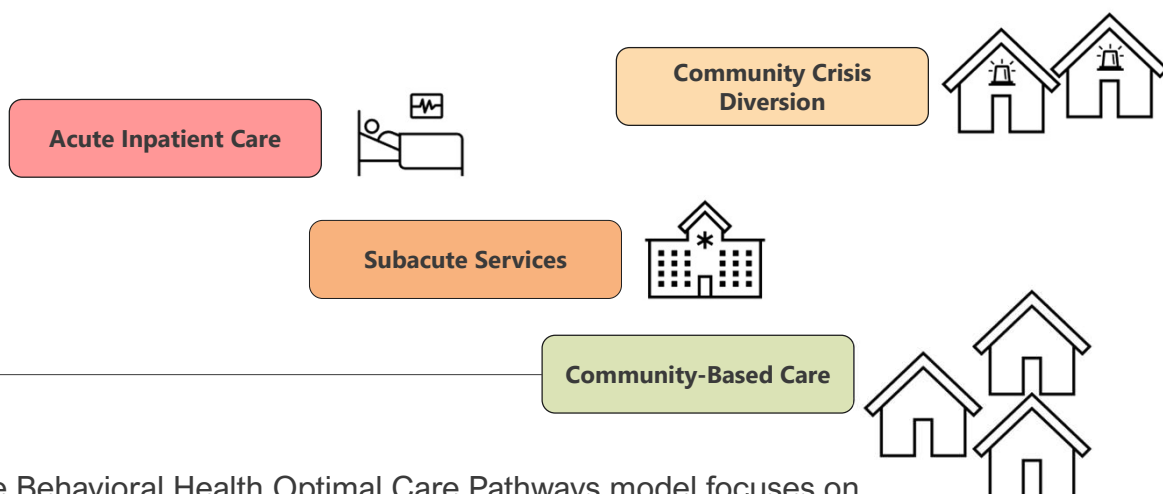 Community Crisis
Diversion
Acute Inpatient Care
Subacute Services
Community-Based Care
Behavioral Health Optimal Care Pathways model focuses on